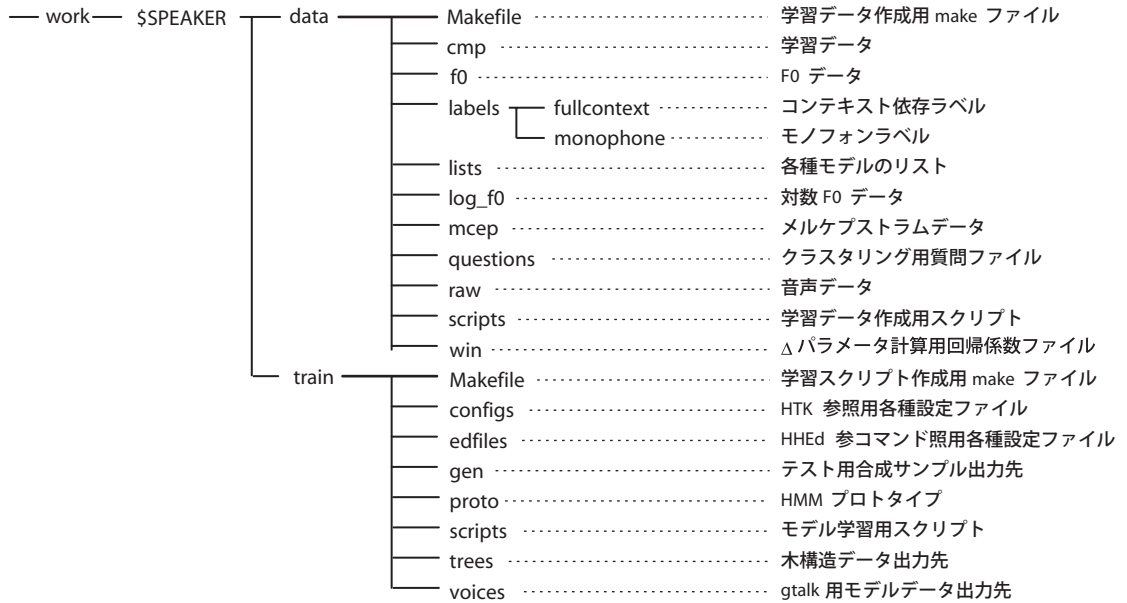 work $SPEAKER data Makefile 学習データ作成用 make ファイル
cmp 学習データ
f0 F0 データ
labels fullcontext コンテキスト依存ラベル
monophone モノフォンラベル
lists 各種モデルのリスト
log_f0 対数 F0 データ
mcep メルケプストラムデータ
questions クラスタリング用質問ファイル
raw 音声データ
scripts 学習データ作成用スクリプト
win Δ パラメータ計算用回帰係数ファイル
train Makefile 学習スクリプト作成用 make ファイル
configs HTK 参照用各種設定ファイル
edfiles HHEd 参コマンド照用各種設定ファイル
gen テスト用合成サンプル出力先
proto HMM プロトタイプ
scripts モデル学習用スクリプト
trees 木構造データ出力先
voices gtalk 用モデルデータ出力先